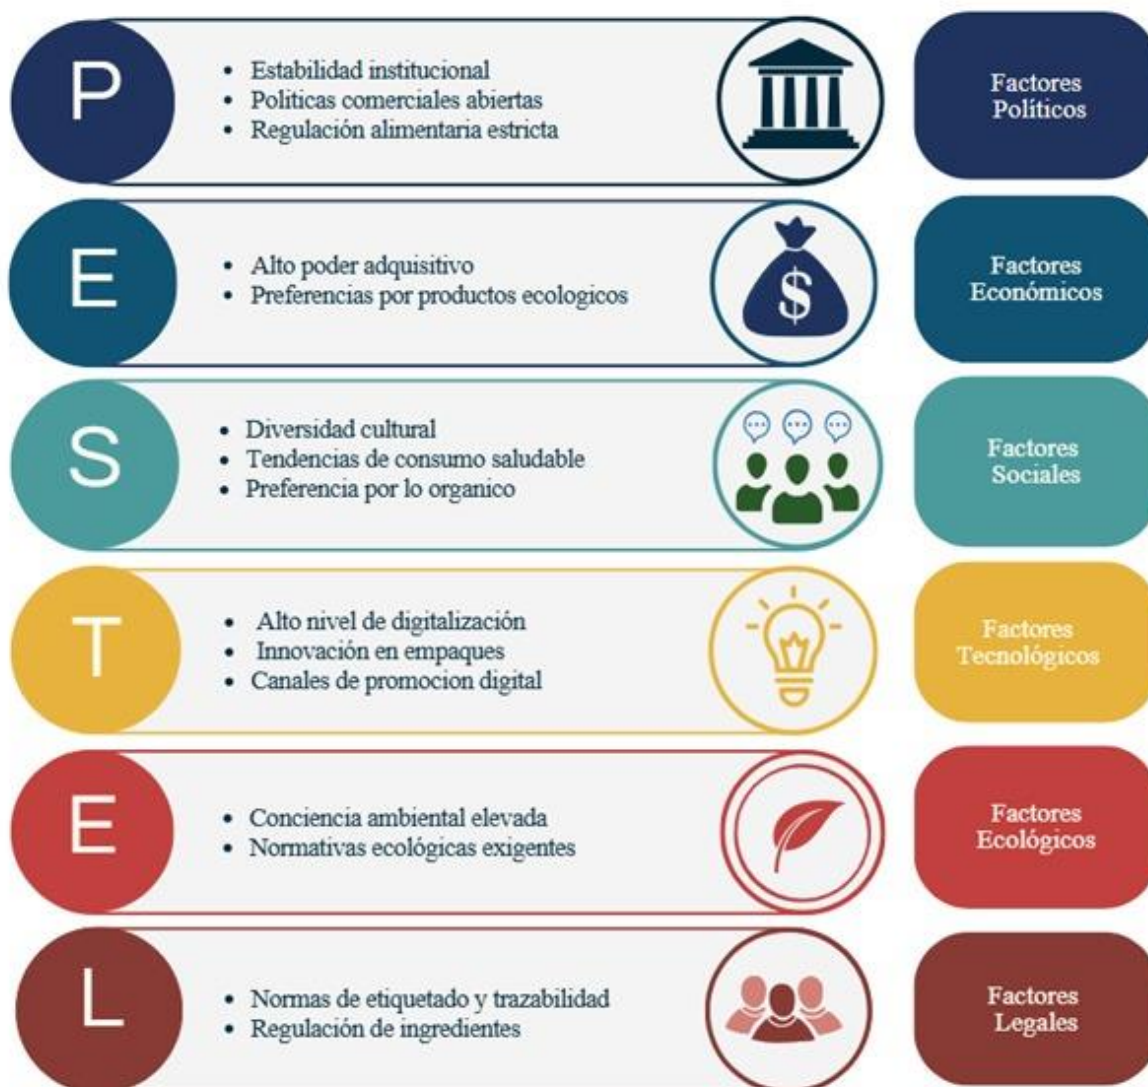 P
• Estabilidad institucional
• Politicas comerciales abiertas
• Regulación alimentaria estricta
Factores
Políticos
E
• Alto poder adquisitivo
• Preferencias por productos ecologicos
$
Factores
Económicos
S
• Diversidad cultural
• Tendencias de consumo saludable
• Preferencia por lo organico
Factores
Sociales
T
• Alto nivel de digitalización
• Innovación en empaques
• Canales de promocion digital
Factores
Tecnológicos
E
• Conciencia ambiental elevada
• Normativas ecológicas exigentes
Factores
Ecológicos
L
• Normas de etiquetado y trazabilidad
• Regulación de ingredientes
Factores
Legales